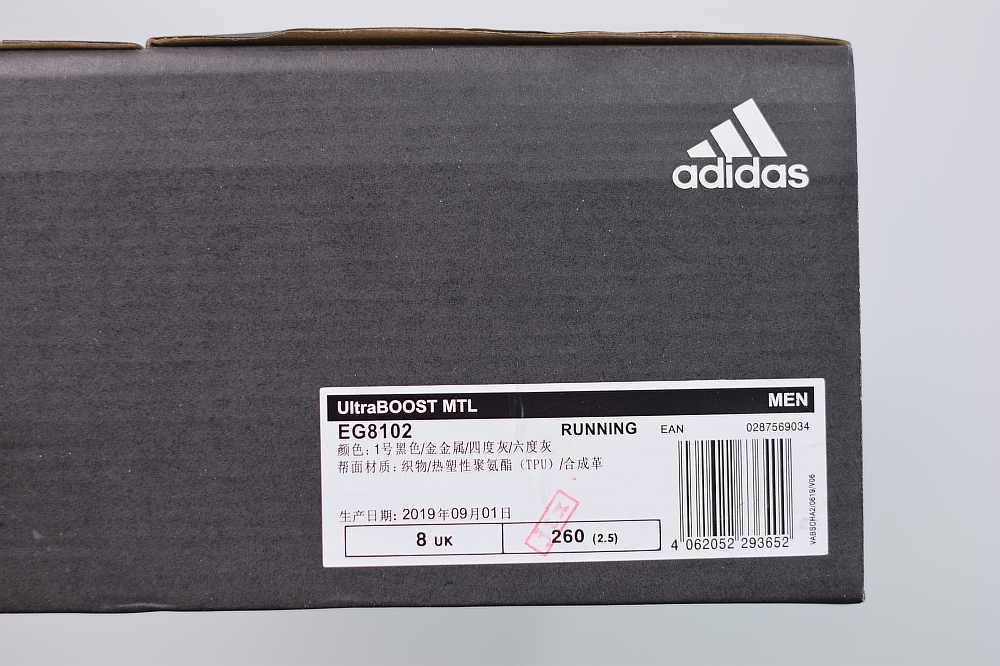 adidas
UltraBOOST MTL MEN
EG8102 RUNNING EAN 0287569034
颜色: 1号黑色/金金属/四度灰/六度灰
帮面材质: 织物/热塑性聚氨酯（TPU）/合成革
生产日期: 2019年09月01日
8 UK 260 (2.5)
4 062052 293652
VABSCHA2/0619/V06